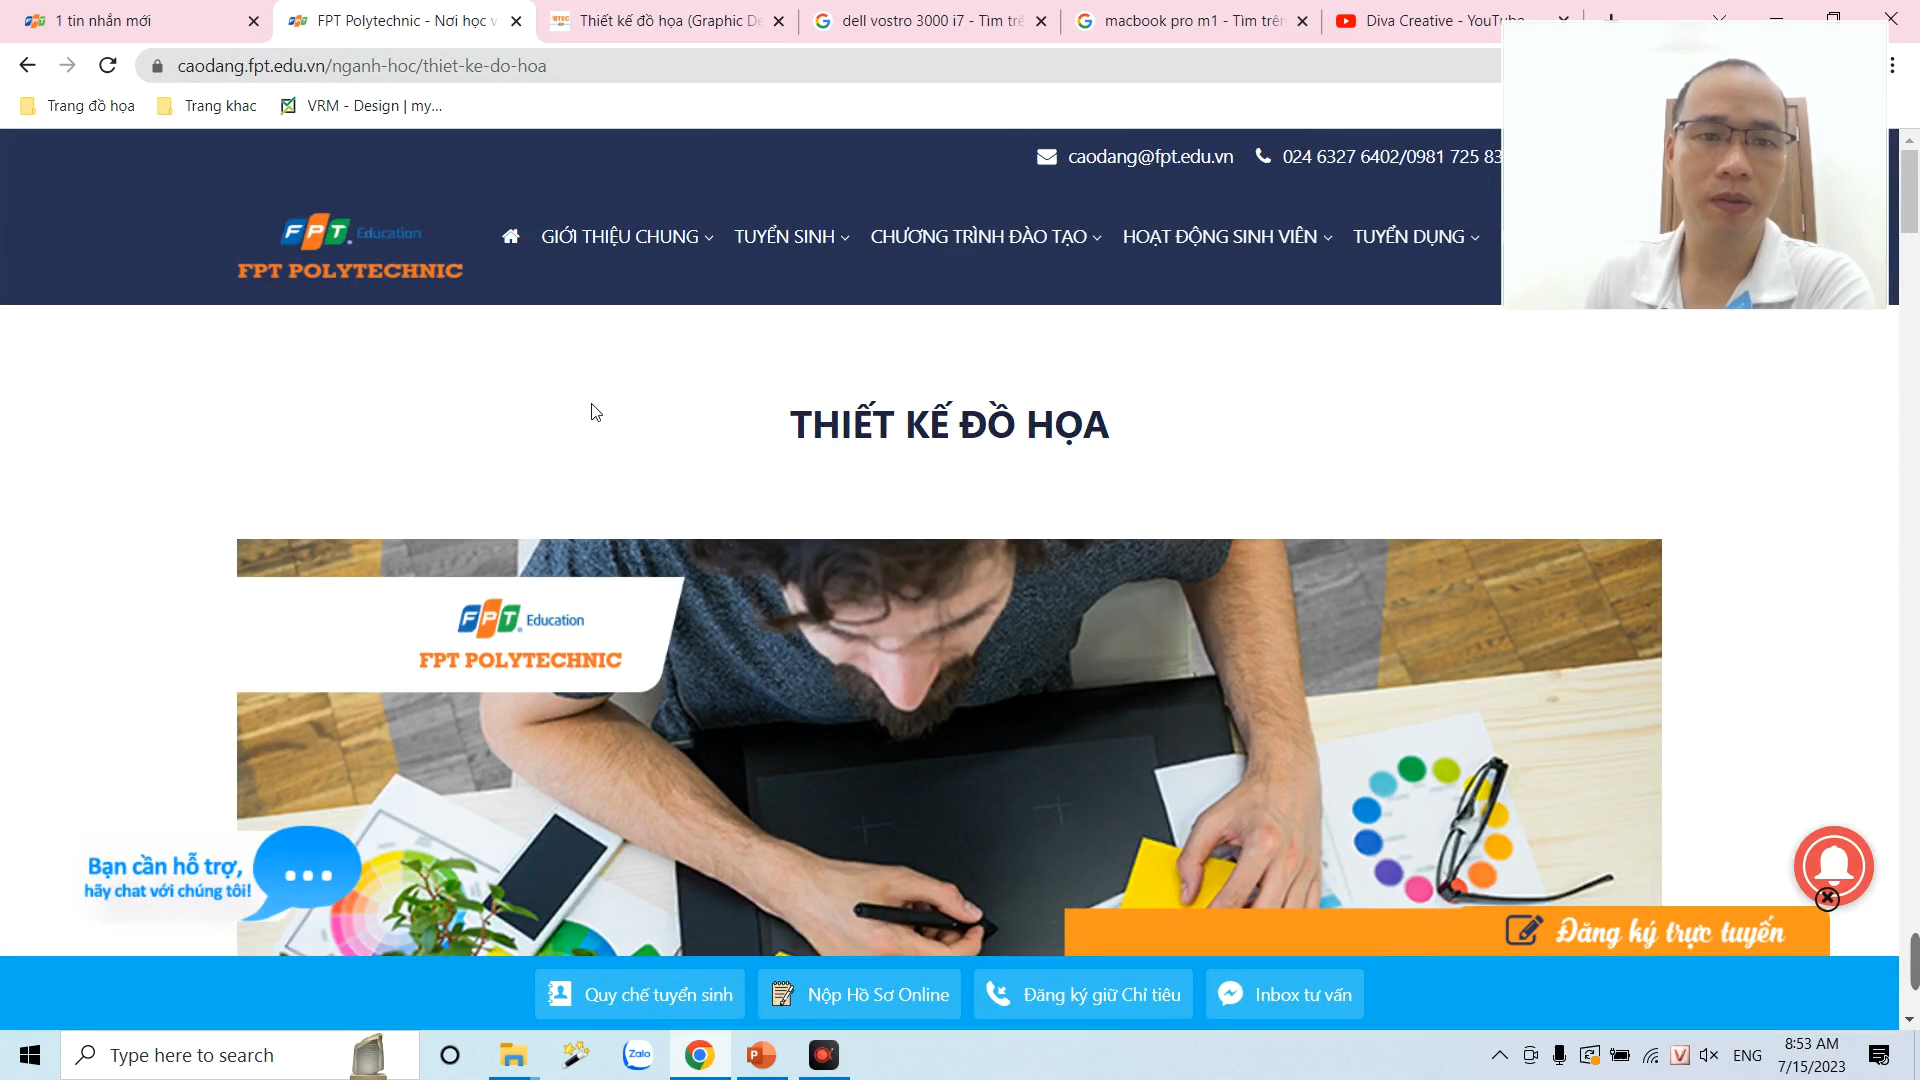 1 tin nhắn mới
FPT Polytechnic - Nơi học v
BTEC
Thiết kế đồ họa (Graphic De
dell vostro 3000 i7 - Tìm trê
macbook pro m1 - Tìm trên
Diva Creative - YouTube
caodang.fpt.edu.vn/nganh-hoc/thiet-ke-do-hoa
Trang đồ họa
Trang khac
VRM - Design | my...
caodang@fpt.edu.vn
024 6327 6402/0981 725 83
FPT. Education
FPT POLYTECHNIC
GIỚI THIỆU CHUNG
TUYỂN SINH
CHƯƠNG TRÌNH ĐÀO TẠO
HOẠT ĐỘNG SINH VIÊN
TUYỂN DỤNG
THIẾT KẾ ĐỒ HỌA
FPT. Education
FPT POLYTECHNIC
Bạn cần hỗ trợ,
hãy chat với chúng tôi!
Đăng ký trực tuyến
Quy chế tuyển sinh
Nộp Hồ Sơ Online
Đăng ký giữ Chỉ tiêu
Inbox tư vấn
Type here to search
Zalo
ENG
8:53 AM
7/15/2023